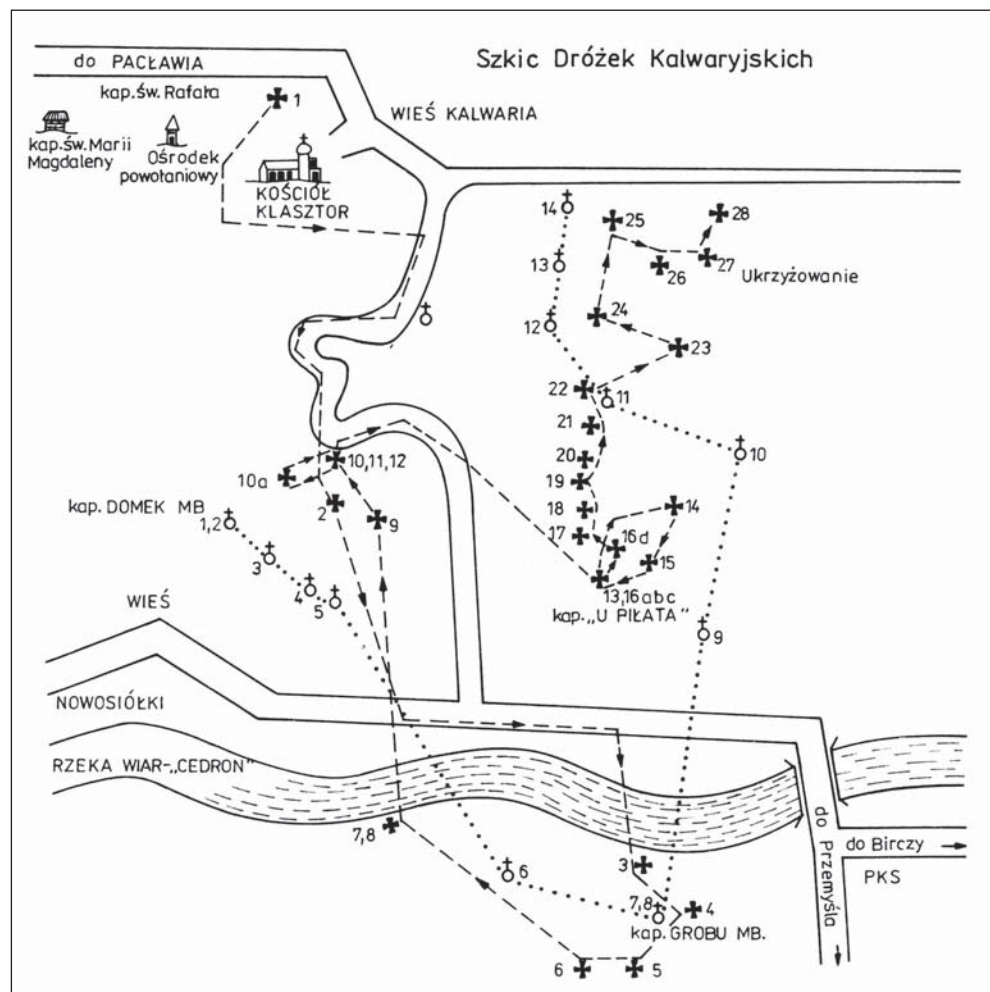 do PACŁAWIA
Szkic Dróżek Kalwaryjskich
kap. św. Rafała
1
WIEŚ KALWARIA
kap. św. Marii
Magdaleny
Ośrodek
powołaniowy
KOŚCIÓŁ
KLASZTOR
14
25
28
13
26
27
Ukrzyżowanie
12
24
23
22
11
21
10
10,11,12
20
10a
19
kap. DOMEK MB
2
9
18
14
1,2
17
16d
3
15
4
5
13,16abc
kap. „U PIŁATA"
WIEŚ
9
NOWOSIÓŁKI
RZEKA WIAR-„CEDRON"
7,8
do Przemyśla
do Birczy
PKS
6
3
7,8
4
kap. GROBU MB.
6
5